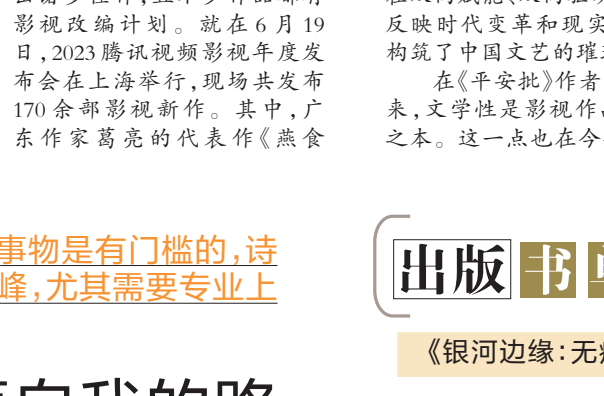 影视改编计划。就在6月19
日，2023腾讯视频影视年度发
布会在上海举行，现场共发布
170余部影视新作。其中，广
东作家葛亮的代表作《燕食
反映时代变革和现实
构筑了中国文艺的璀
在《平安批》作者
来，文学性是影视作
之本。这一点也在今
事物是有门槛的，诗
峰，尤其需要专业上
出版书
《银河边缘：无
自我的